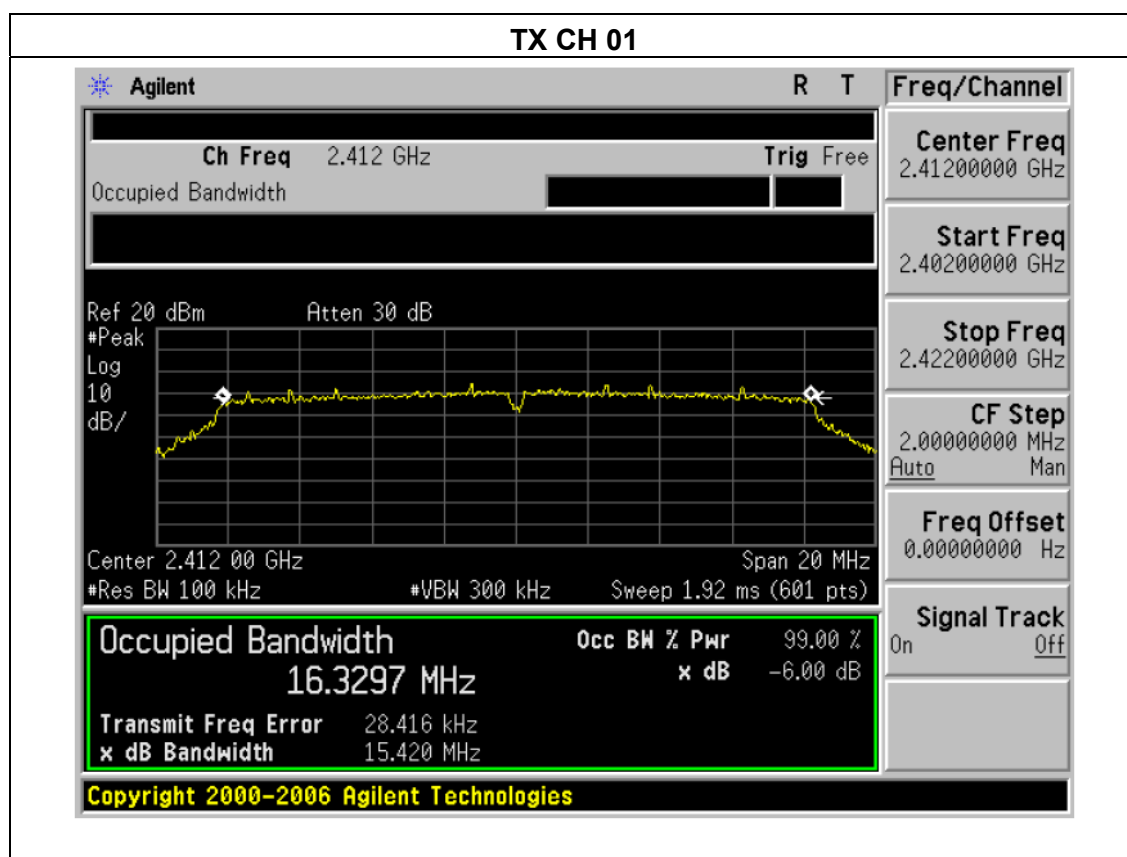 TX CH 01
Agilent R T
Freq/Channel
Ch Freq 2.412 GHz Trig Free
Occupied Bandwidth
Center Freq
2.41200000 GHz
Start Freq
2.40200000 GHz
Stop Freq
2.42200000 GHz
CF Step
2.00000000 MHz
Auto Man
Freq Offset
0.00000000 Hz
Signal Track
On Off
Ref 20 dBm Atten 30 dB
#Peak
Log
10
dB/
Center 2.412 00 GHz Span 20 MHz
#Res BW 100 kHz #VBW 300 kHz Sweep 1.92 ms (601 pts)
Occupied Bandwidth Occ BW % Pwr 99.00 %
16.3297 MHz x dB -6.00 dB
Transmit Freq Error 28.416 kHz
x dB Bandwidth 15.420 MHz
Copyright 2000-2006 Agilent Technologies